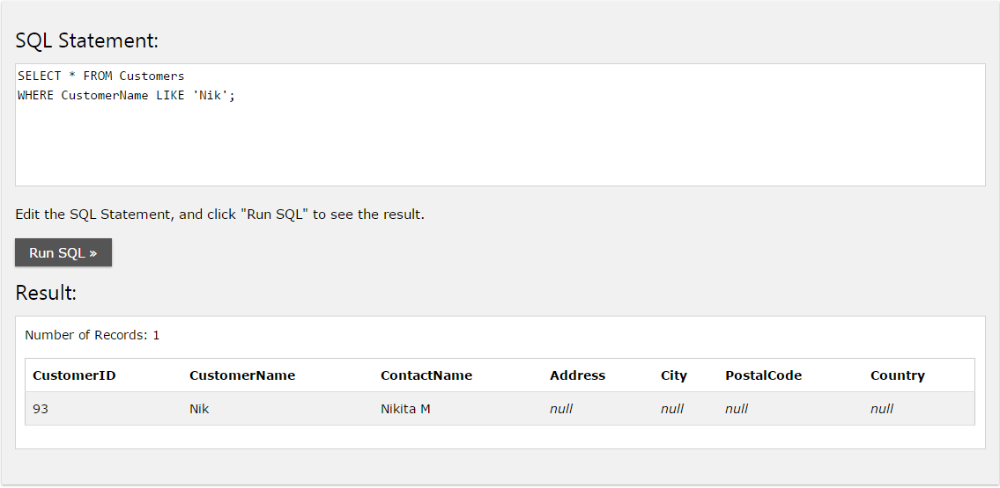 SQL Statement:
SELECT * FROM Customers
WHERE CustomerName LIKE 'Nik';
Edit the SQL Statement, and click "Run SQL" to see the result.
Run SQL »
Result:
Number of Records: 1
CustomerID CustomerName ContactName Address City PostalCode Country
93 Nik Nikita M null null null null